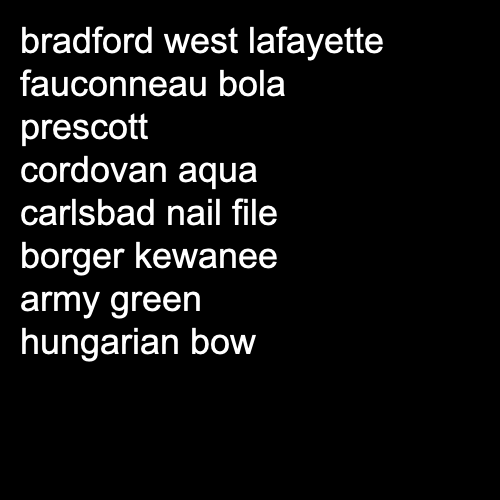 bradford west lafayette
fauconneau bola
prescott
cordovan aqua
carlsbad nail file
borger kewanee
army green
hungarian bow